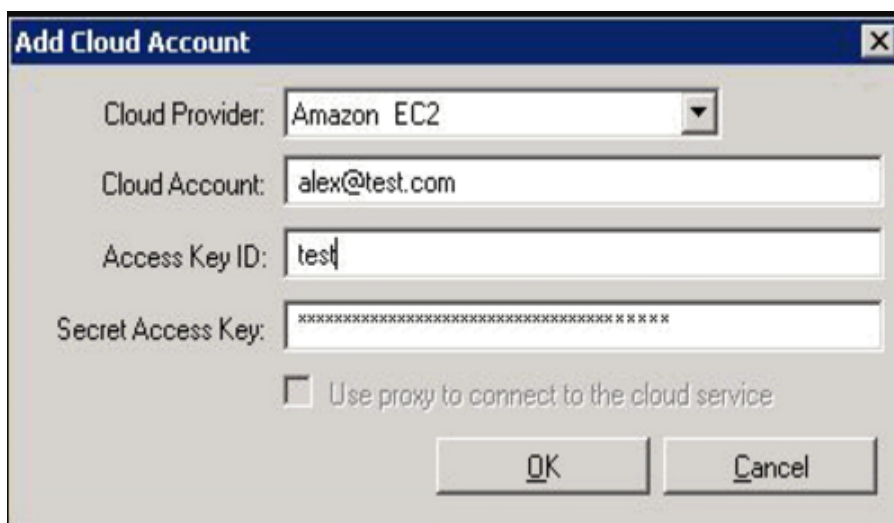 Add Cloud Account
Cloud Provider: Amazon EC2
Cloud Account: alex@test.com
Access Key ID: test
Secret Access Key: ****************************************
Use proxy to connect to the cloud service
OK Cancel